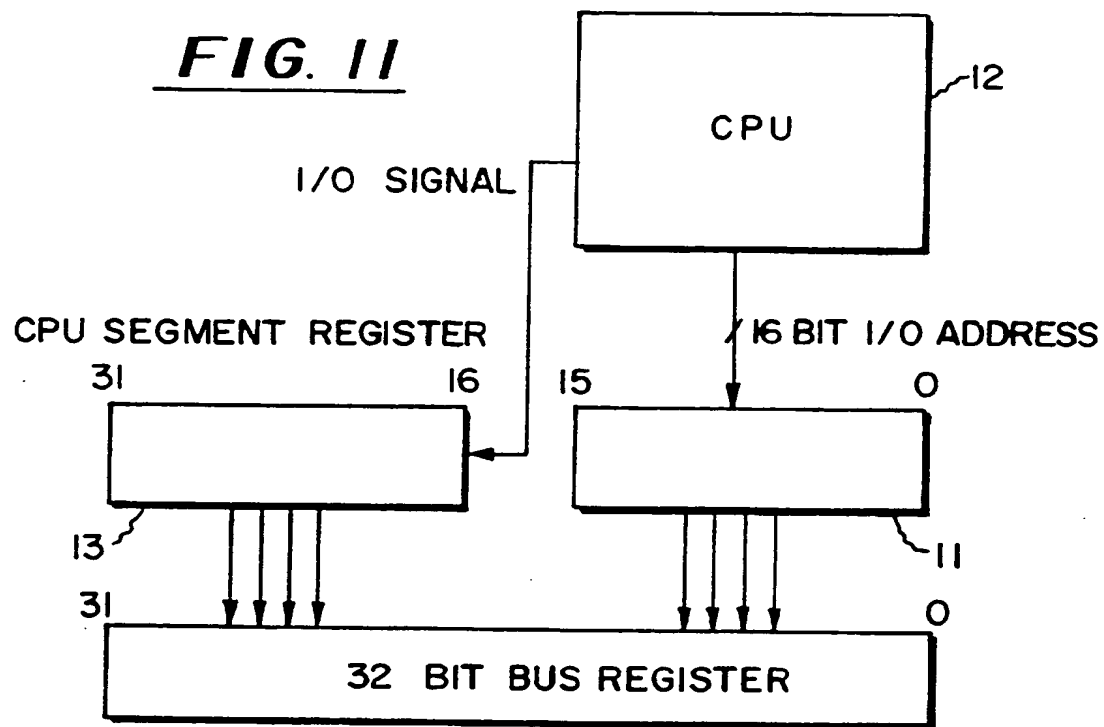 FIG. 11
12
CPU
I/O SIGNAL
CPU SEGMENT REGISTER
16 BIT I/O ADDRESS
31
16
15
0
13
11
31
0
32 BIT BUS REGISTER